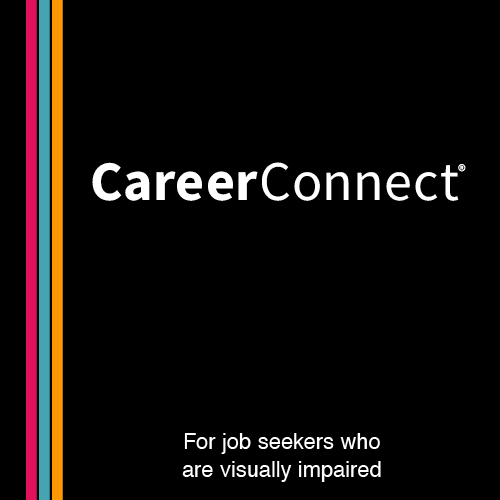 CareerConnect®
For job seekers who
are visually impaired